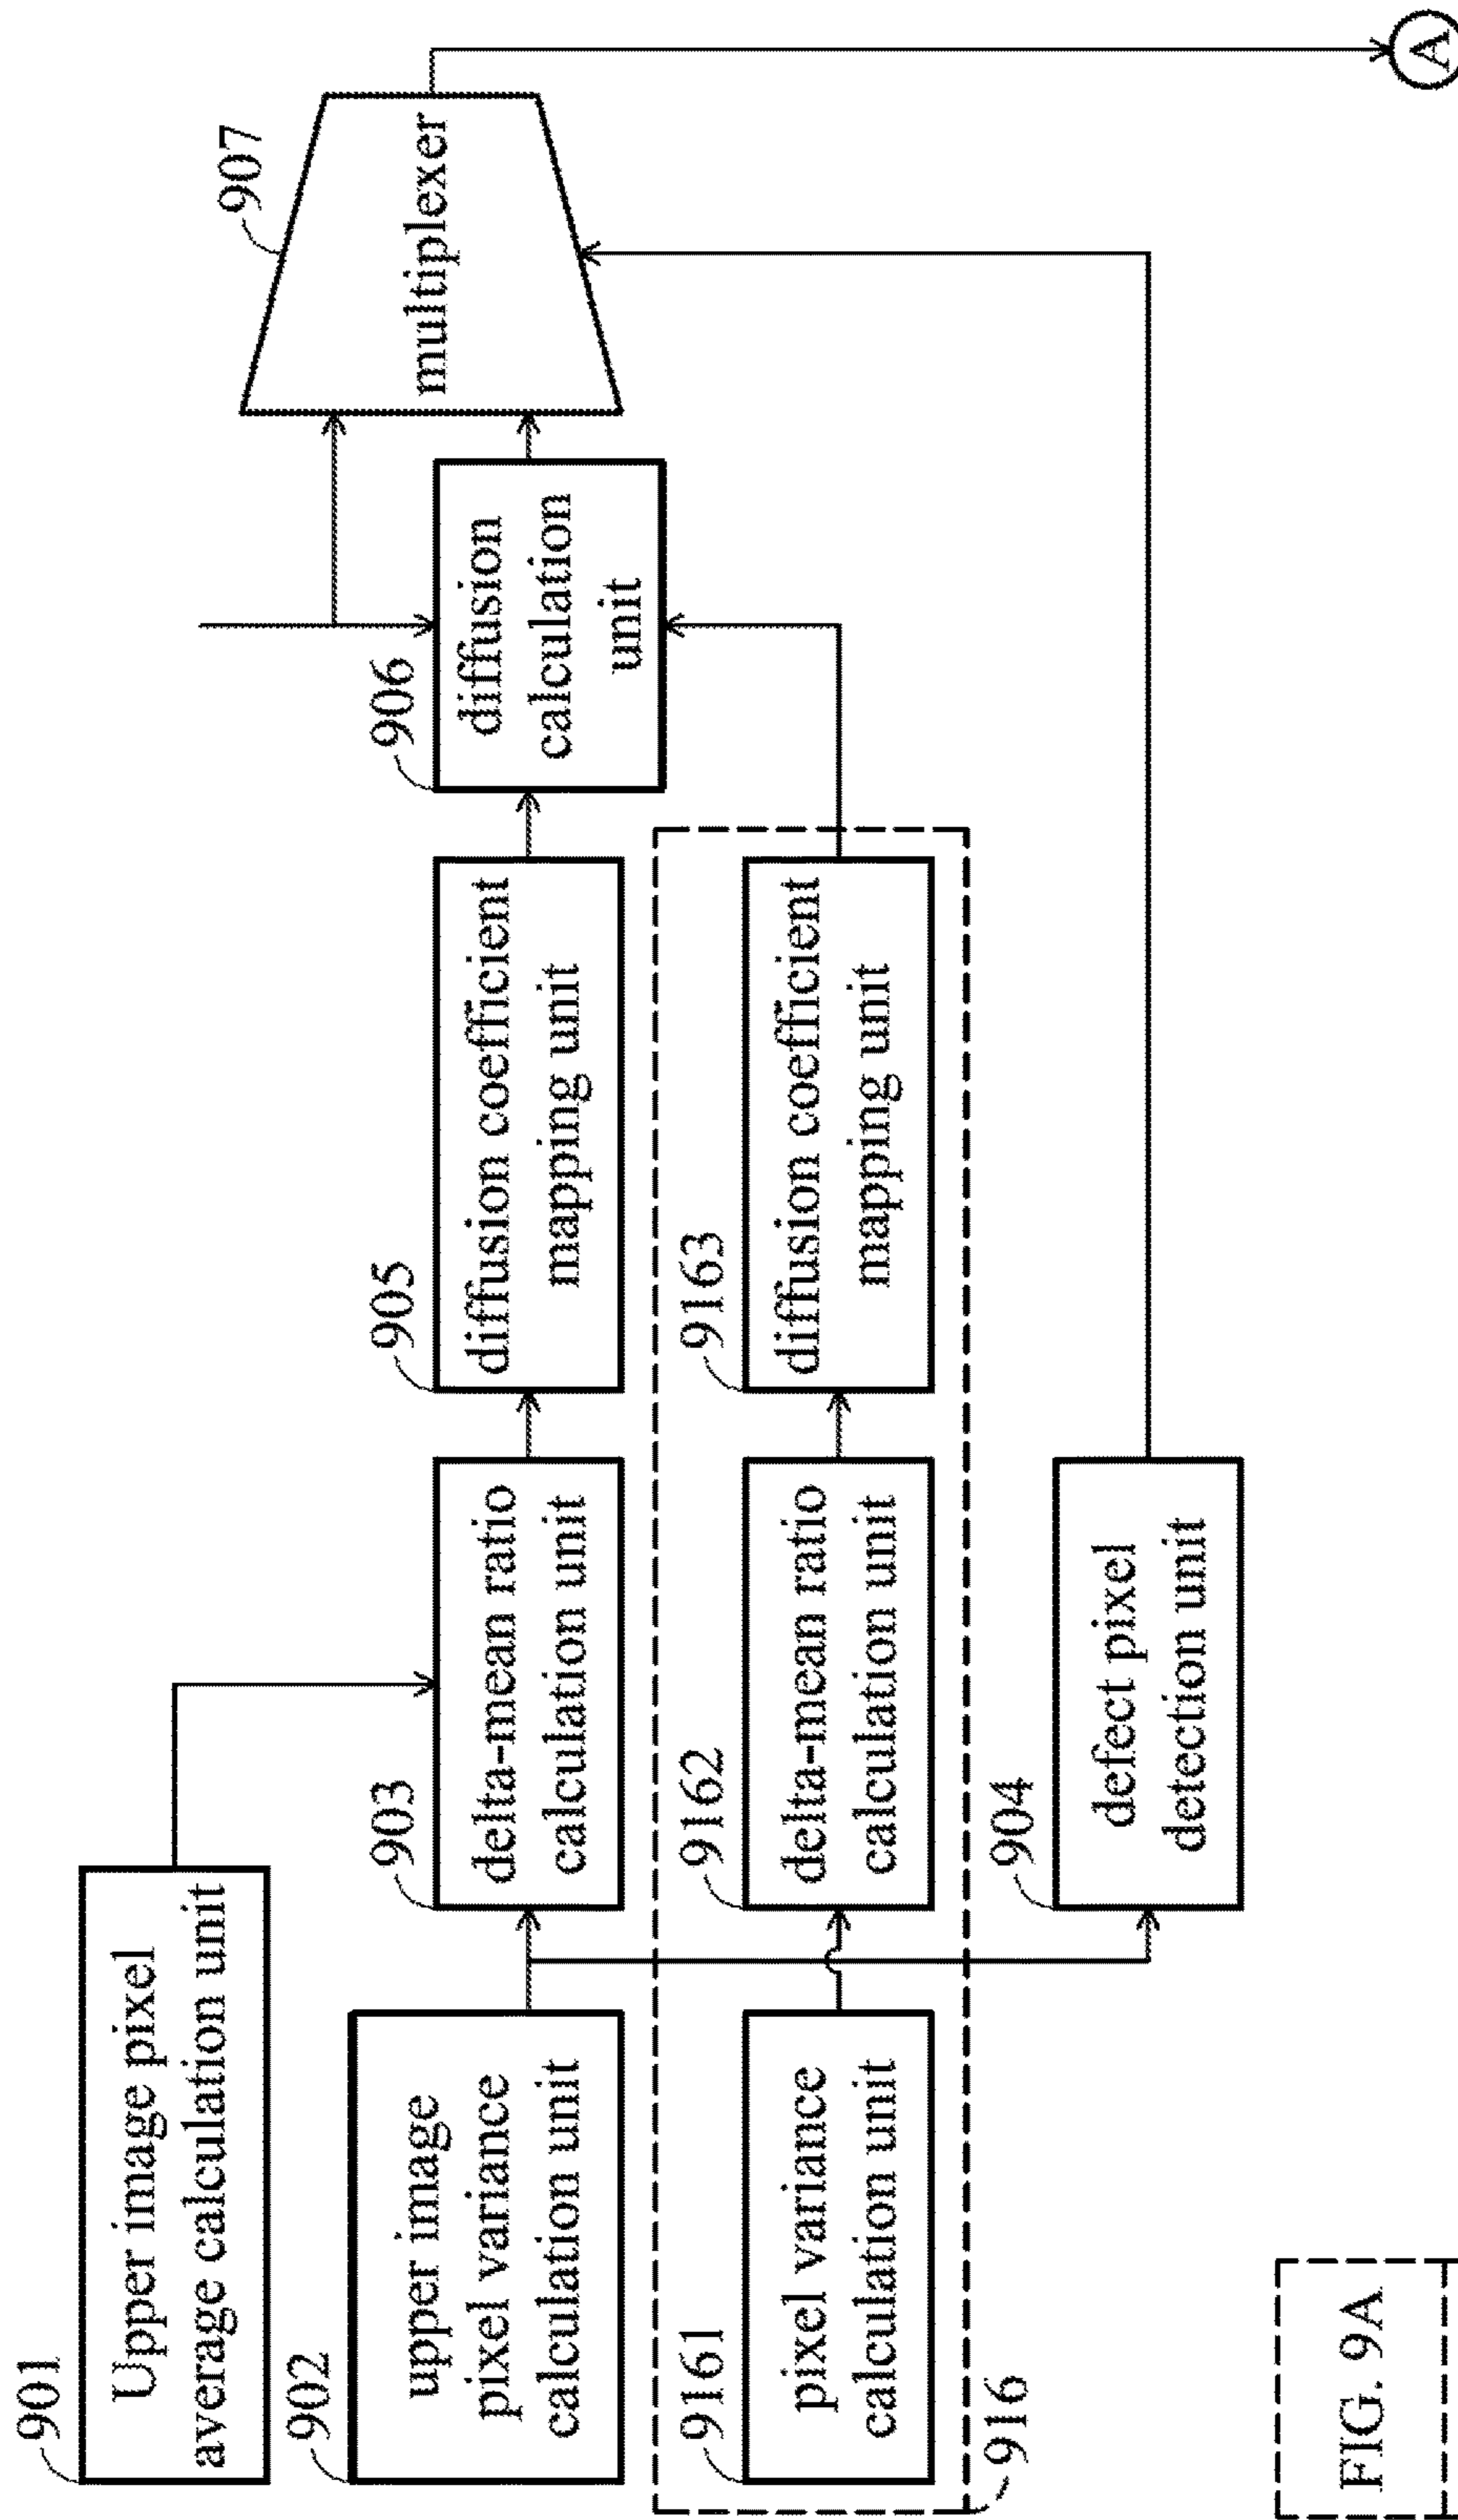 901
Upper image pixel
average calculation unit
902
upper image
pixel variance
calculation unit
903
delta-mean ratio
calculation unit
905
diffusion coefficient
mapping unit
906
diffusion
calculation
unit
907
multiplexer
9161
pixel variance
calculation unit
9162
delta-mean ratio
calculation unit
9163
diffusion coefficient
mapping unit
916
904
defect pixel
detection unit
A
FIG. 9A